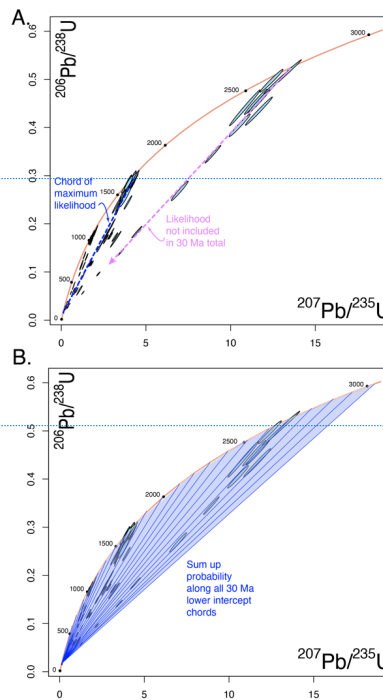 A.
206Pb/238U
0.0 0.1 0.2 0.3 0.4 0.5 0.6
3000
2500
2000
1500
1000
500
0
Chord of
maximum
likelihood
Likelihood
not included
in 30 Ma total
207Pb/235U
0 5 10 15
B.
206Pb/238U
0.0 0.1 0.2 0.3 0.4 0.5 0.6
3000
2500
2000
1500
1000
500
0
Sum up
probability
along all 30 Ma
lower intercept
chords
207Pb/235U
0 5 10 15